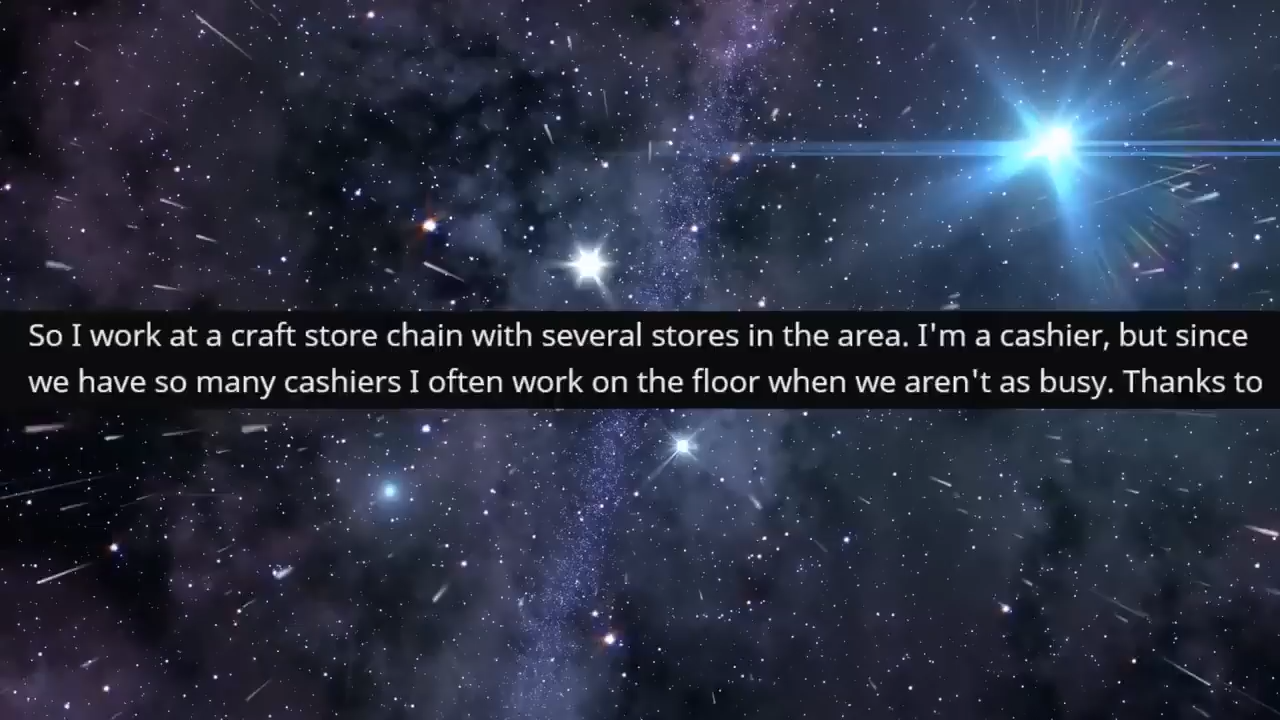 So I work at a craft store chain with several stores in the area. I'm a cashier, but since
we have so many cashiers I often work on the floor when we aren't as busy. Thanks to